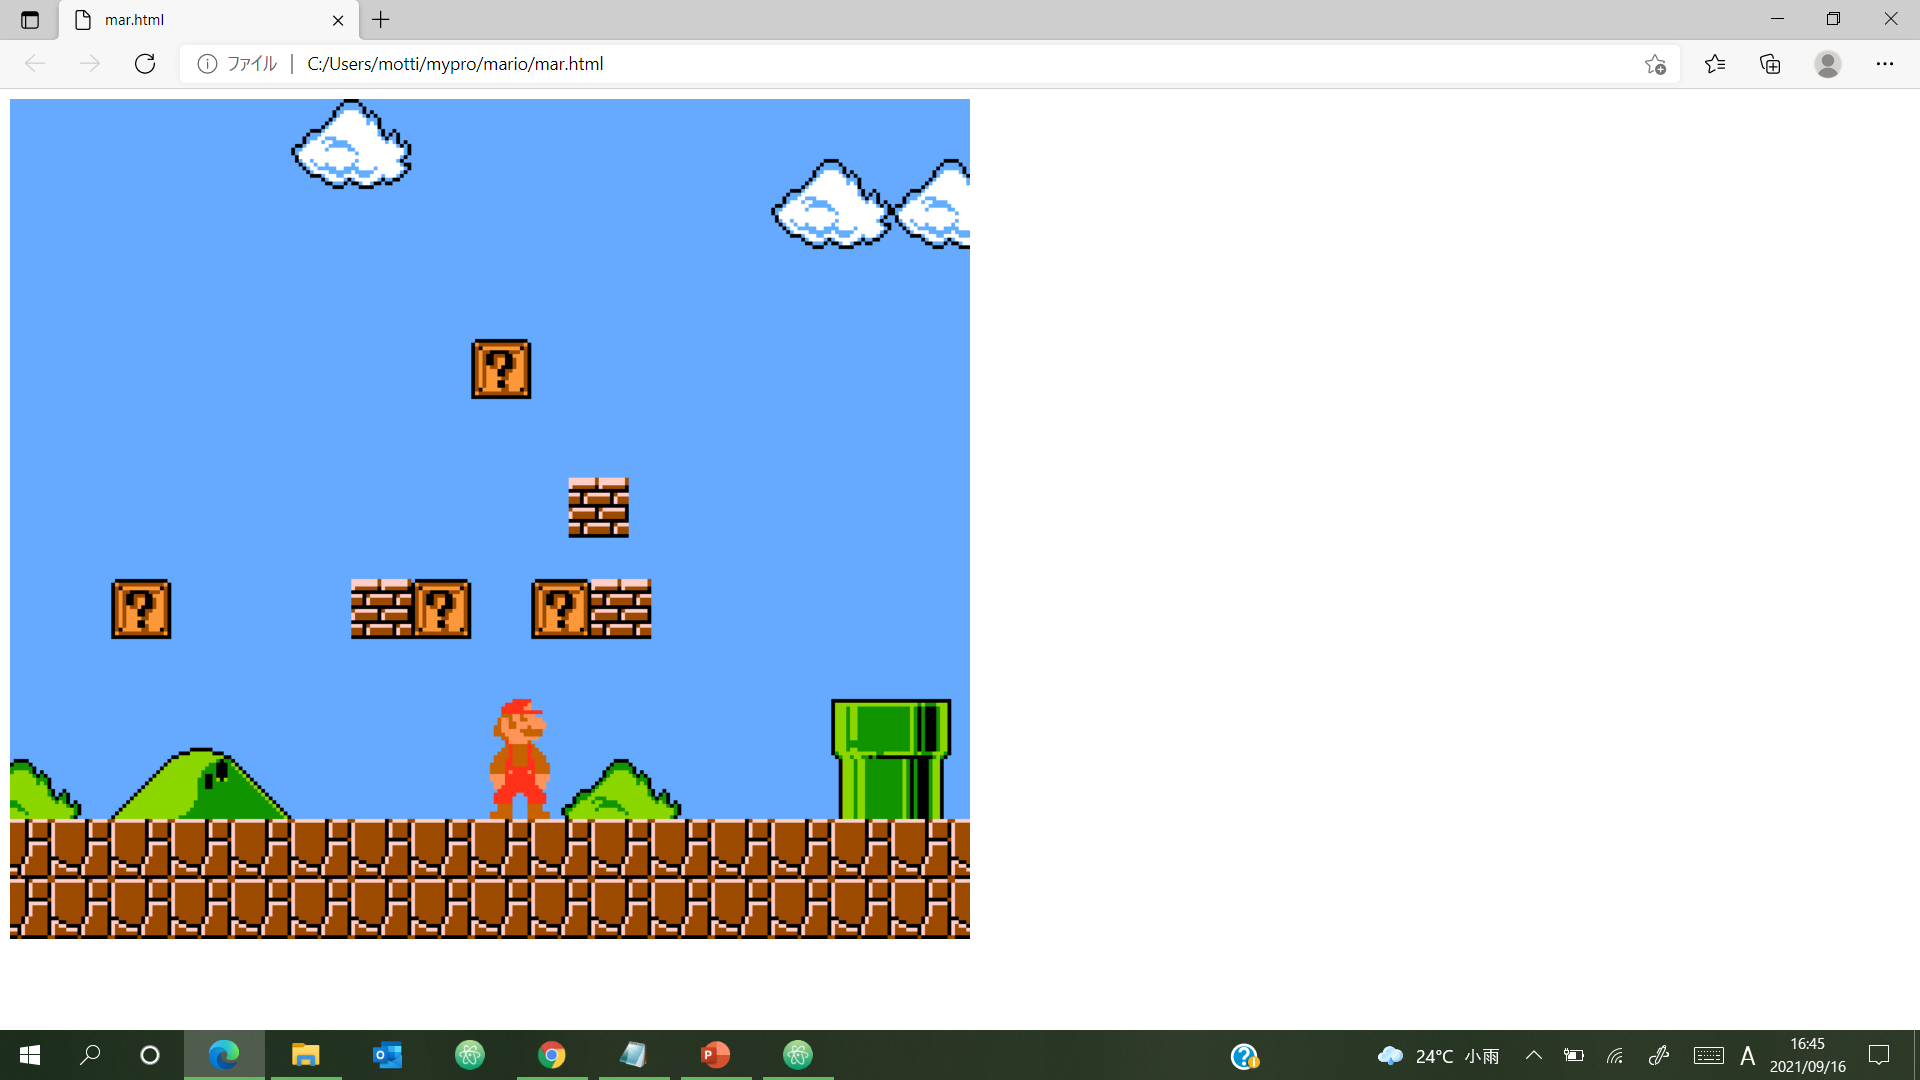 mar.html
ファイル
C:/Users/motti/mypro/mario/mar.html
?
?
?
?
24°C 小雨
A
16:45
2021/09/16